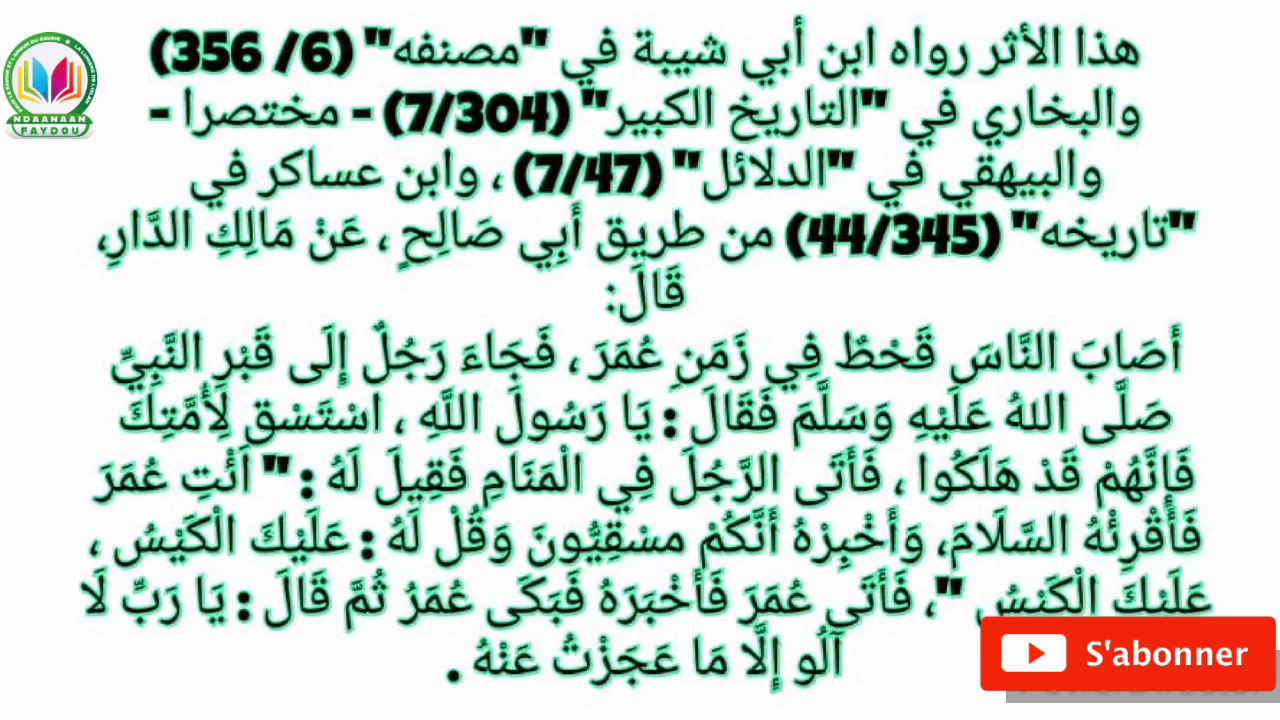 هذا الأثر رواه ابن أبي شيبة في "مصنفه" (6/ 356)
والبخاري في "التاريخ الكبير" (7/304) - مختصرا -
والبيهقي في "الدلائل" (7/47) ، وابن عساكر في
"تاريخه" (44/345) من طريق أَبِي صَالِحٍ ، عَنْ مَالِكِ الدَّارِ،
قَالَ:
أَصَابَ النَّاسَ قَحْطٌ فِي زَمَنِ عُمَرَ ، فَجَاءَ رَجُلٌ إِلَى قَبْرِ النَّبِيِّ
صَلَّى اللهُ عَلَيْهِ وَسَلَّمَ فَقَالَ : يَا رَسُولَ اللَّهِ ، اسْتَسْقِ لِأُمَّتِكَ
فَإِنَّهُمْ قَدْ هَلَكُوا ، فَأَتَى الرَّجُلَ فِي الْمَنَامِ فَقِيلَ لَهُ : " اَئْتِ عُمَرَ
فَأَقْرِئْهُ السَّلَامَ، وَأَخْبِرْهُ أَنَّكُمْ مسْقِيُّونَ وَقُلْ لَهُ : عَلَيْكَ الْكَيْسُ ،
عَلَيْكَ الْكَيْسُ "، فَأَتَى عُمَرَ فَأَخْبَرَهُ فَبَكَى عُمَرُ ثُمَّ قَالَ : يَا رَبِّ لَا
آلُو إِلَّا مَا عَجَزْتُ عَنْهُ .
NDAANAAN
FAYDOU
S'abonner